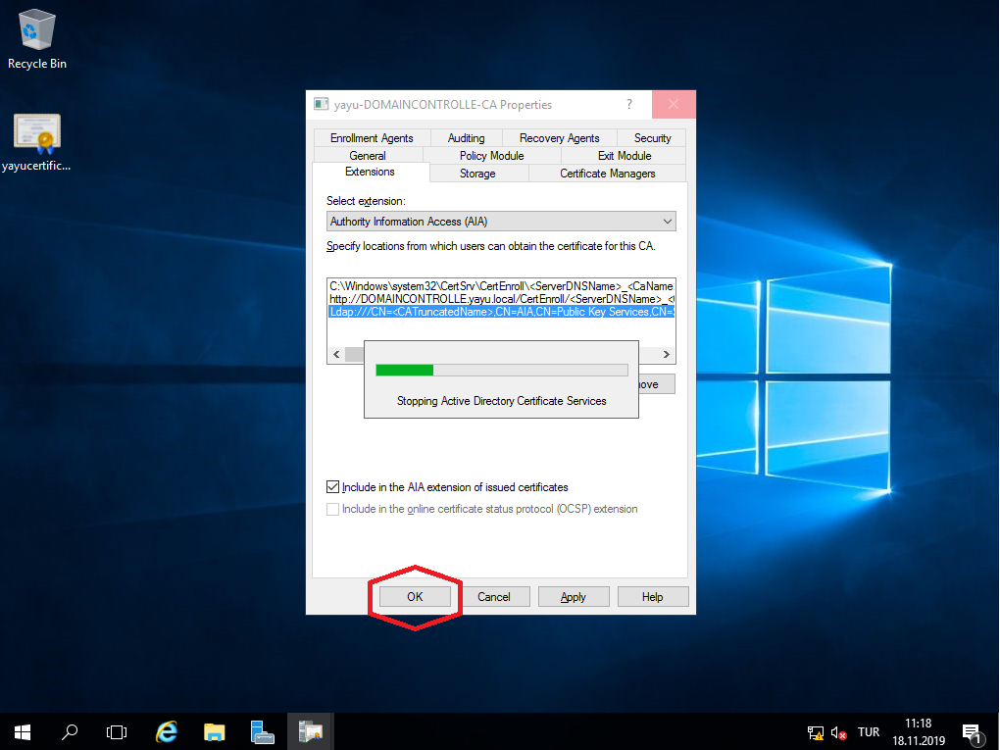 Recycle Bin
yayucertific...
yayu-DOMAINCONTROLLE-CA Properties
?
Enrollment Agents Auditing Recovery Agents Security
General Policy Module Exit Module
Extensions Storage Certificate Managers
Select extension:
Authority Information Access (AIA)
Specify locations from which users can obtain the certificate for this CA.
C:\Windows\system32\CertSrv\CertEnroll\<ServerDNSName>_<CaName
http://DOMAINCONTROLLE.yayu.local/CertEnroll/<ServerDNSName>_<
Ldap:///CN=<CATruncatedName>,CN=AIA,CN=Public Key Services,CN=
ove
Stopping Active Directory Certificate Services
Include in the AIA extension of issued certificates
Include in the online certificate status protocol (OCSP) extension
OK Cancel Apply Help
TUR
11:18
18.11.2019
1